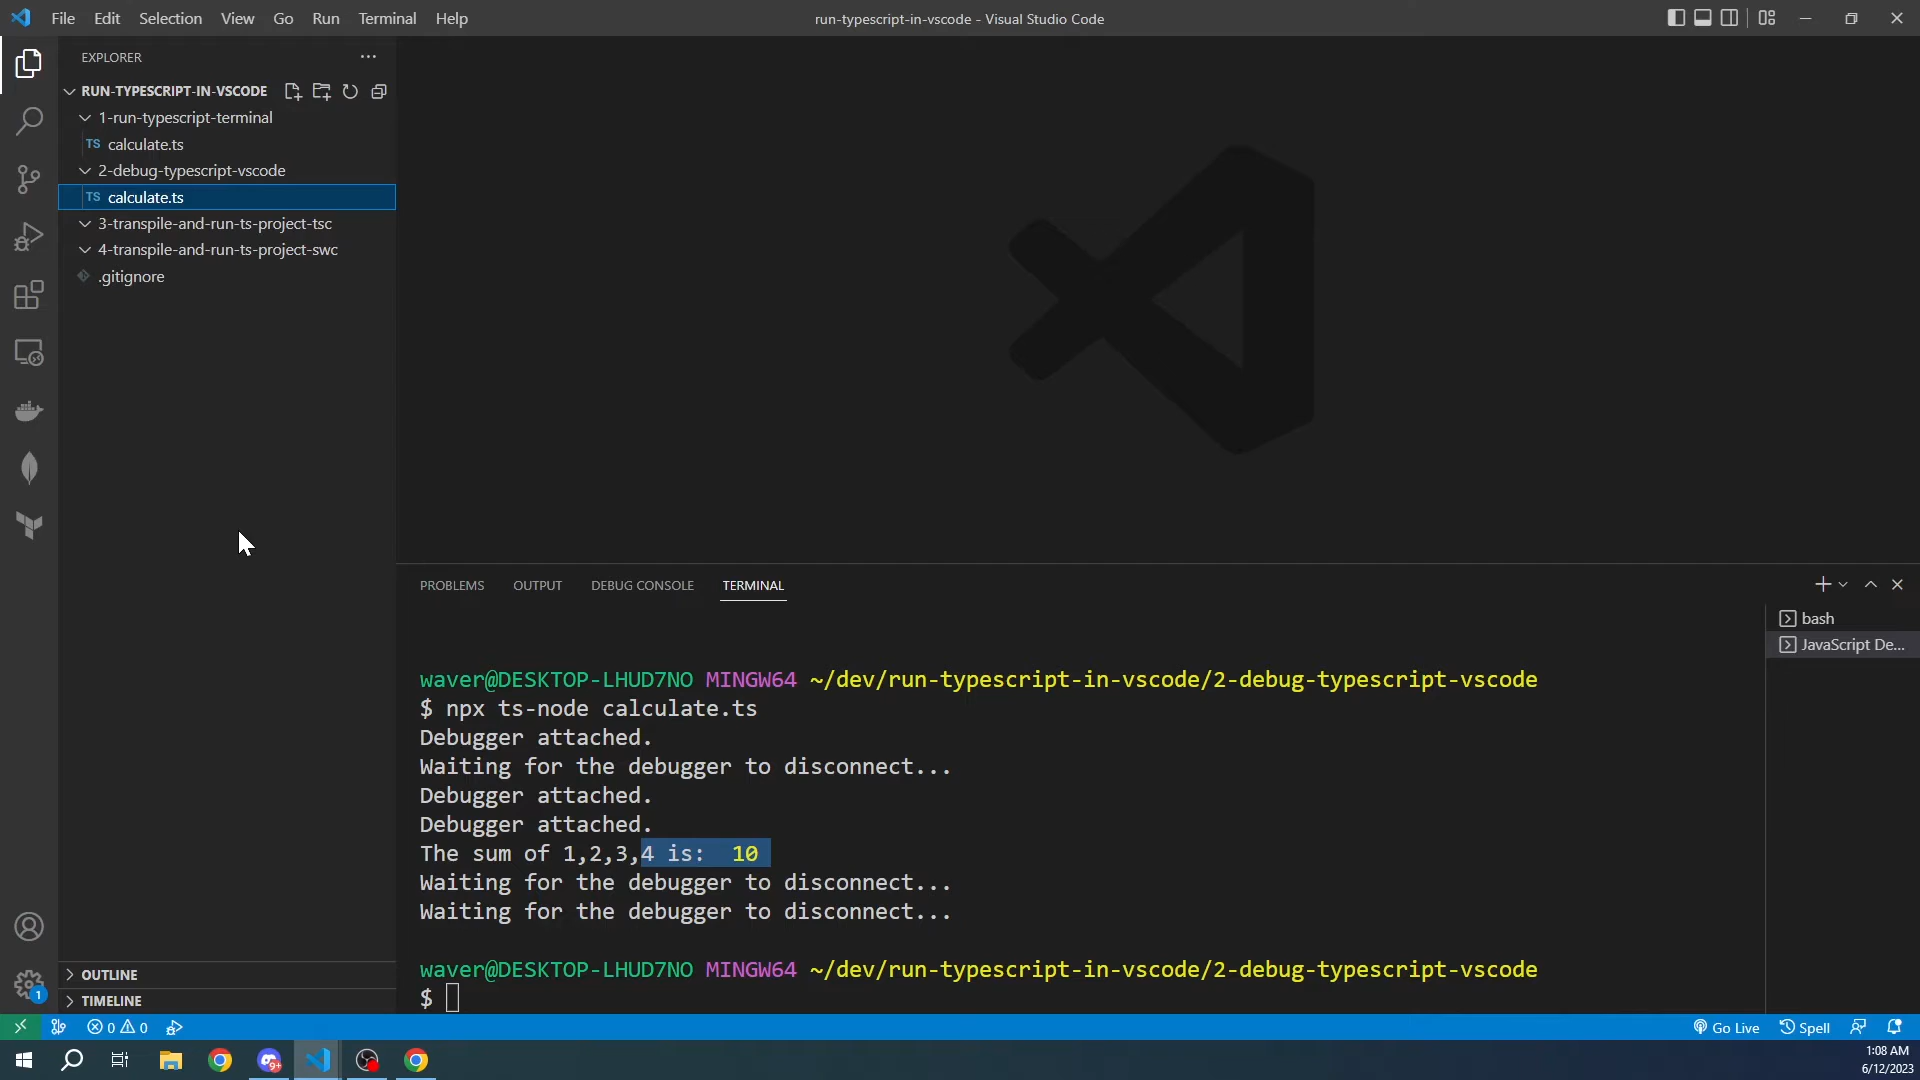 File Edit Selection View Go Run Terminal Help
run-typescript-in-vscode - Visual Studio Code
EXPLORER
RUN-TYPESCRIPT-IN-VSCODE
1-run-typescript-terminal
TS calculate.ts
2-debug-typescript-vscode
TS calculate.ts
3-transpile-and-run-ts-project-tsc
4-transpile-and-run-ts-project-swc
.gitignore
OUTLINE
TIMELINE
PROBLEMS OUTPUT DEBUG CONSOLE TERMINAL
bash
JavaScript De...
waver@DESKTOP-LHUD7NO MINGW64 ~/dev/run-typescript-in-vscode/2-debug-typescript-vscode
$ npx ts-node calculate.ts
Debugger attached.
Waiting for the debugger to disconnect...
Debugger attached.
Debugger attached.
The sum of 1,2,3,4 is: 10
Waiting for the debugger to disconnect...
Waiting for the debugger to disconnect...
waver@DESKTOP-LHUD7NO MINGW64 ~/dev/run-typescript-in-vscode/2-debug-typescript-vscode
$
1
0 0
Go Live
Spell
9+
1:08 AM
6/12/2023